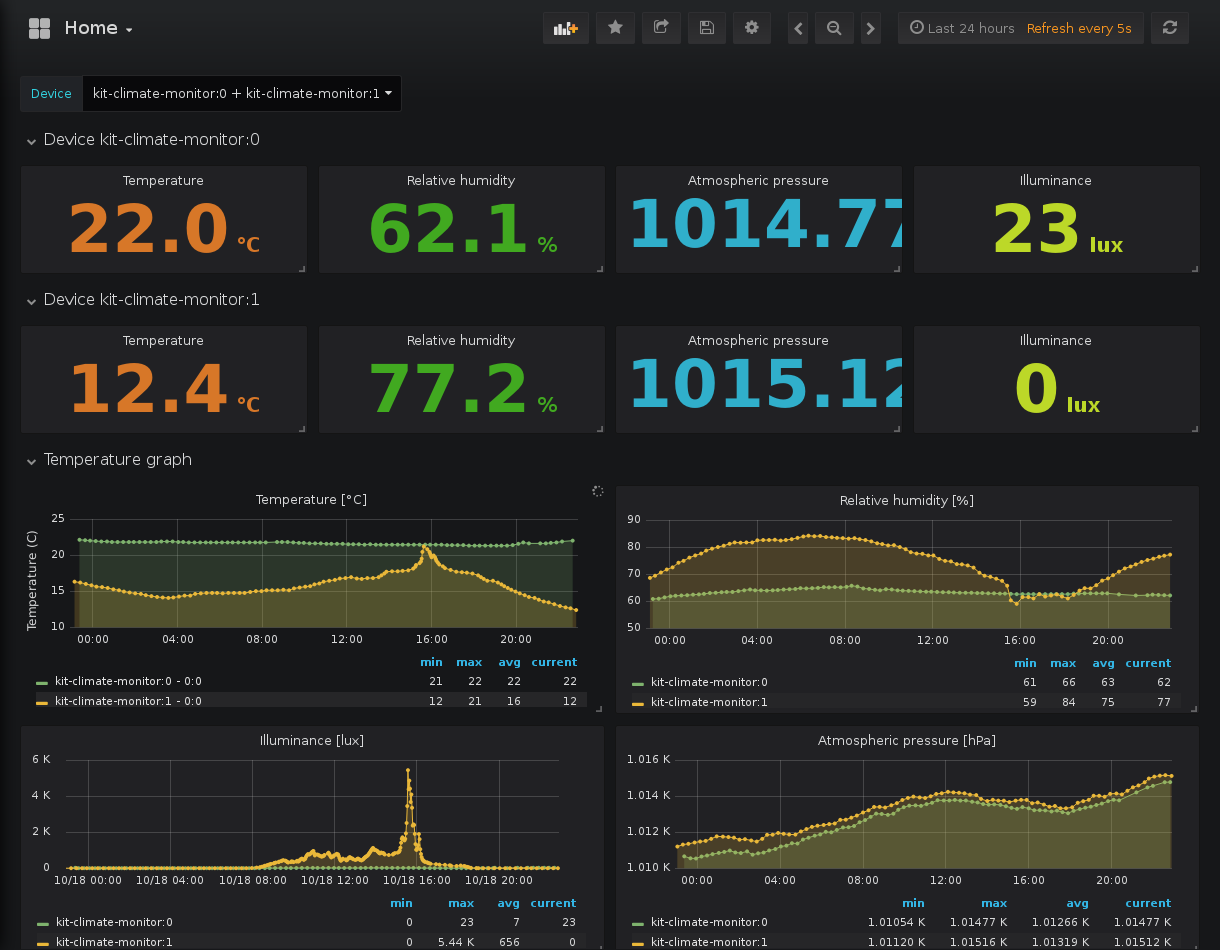 Home
Last 24 hours Refresh every 5s
Device kit-climate-monitor:0 + kit-climate-monitor:1
Device kit-climate-monitor:0
Temperature Relative humidity Atmospheric pressure Illuminance
22.0 °C 62.1 % 1014.77 23 lux
Device kit-climate-monitor:1
Temperature Relative humidity Atmospheric pressure Illuminance
12.4 °C 77.2 % 1015.12 0 lux
Temperature graph
Temperature [°C]
Temperature (C)
25
20
15
10
00:00 04:00 08:00 12:00 16:00 20:00
min max avg current
kit-climate-monitor:0 - 0:0 21 22 22 22
kit-climate-monitor:1 - 0:0 12 21 16 12
Relative humidity [%]
90
80
70
60
50
00:00 04:00 08:00 12:00 16:00 20:00
min max avg current
kit-climate-monitor:0 61 66 63 62
kit-climate-monitor:1 59 84 75 77
Illuminance [lux]
6 K
4 K
2 K
0
10/18 00:00 10/18 04:00 10/18 08:00 10/18 12:00 10/18 16:00 10/18 20:00
min max avg current
kit-climate-monitor:0 0 23 7 23
kit-climate-monitor:1 0 5.44 K 656 0
Atmospheric pressure [hPa]
1.016 K
1.014 K
1.012 K
1.010 K
00:00 04:00 08:00 12:00 16:00 20:00
min max avg current
kit-climate-monitor:0 1.01054 K 1.01477 K 1.01266 K 1.01477 K
kit-climate-monitor:1 1.01120 K 1.01516 K 1.01319 K 1.01512 K